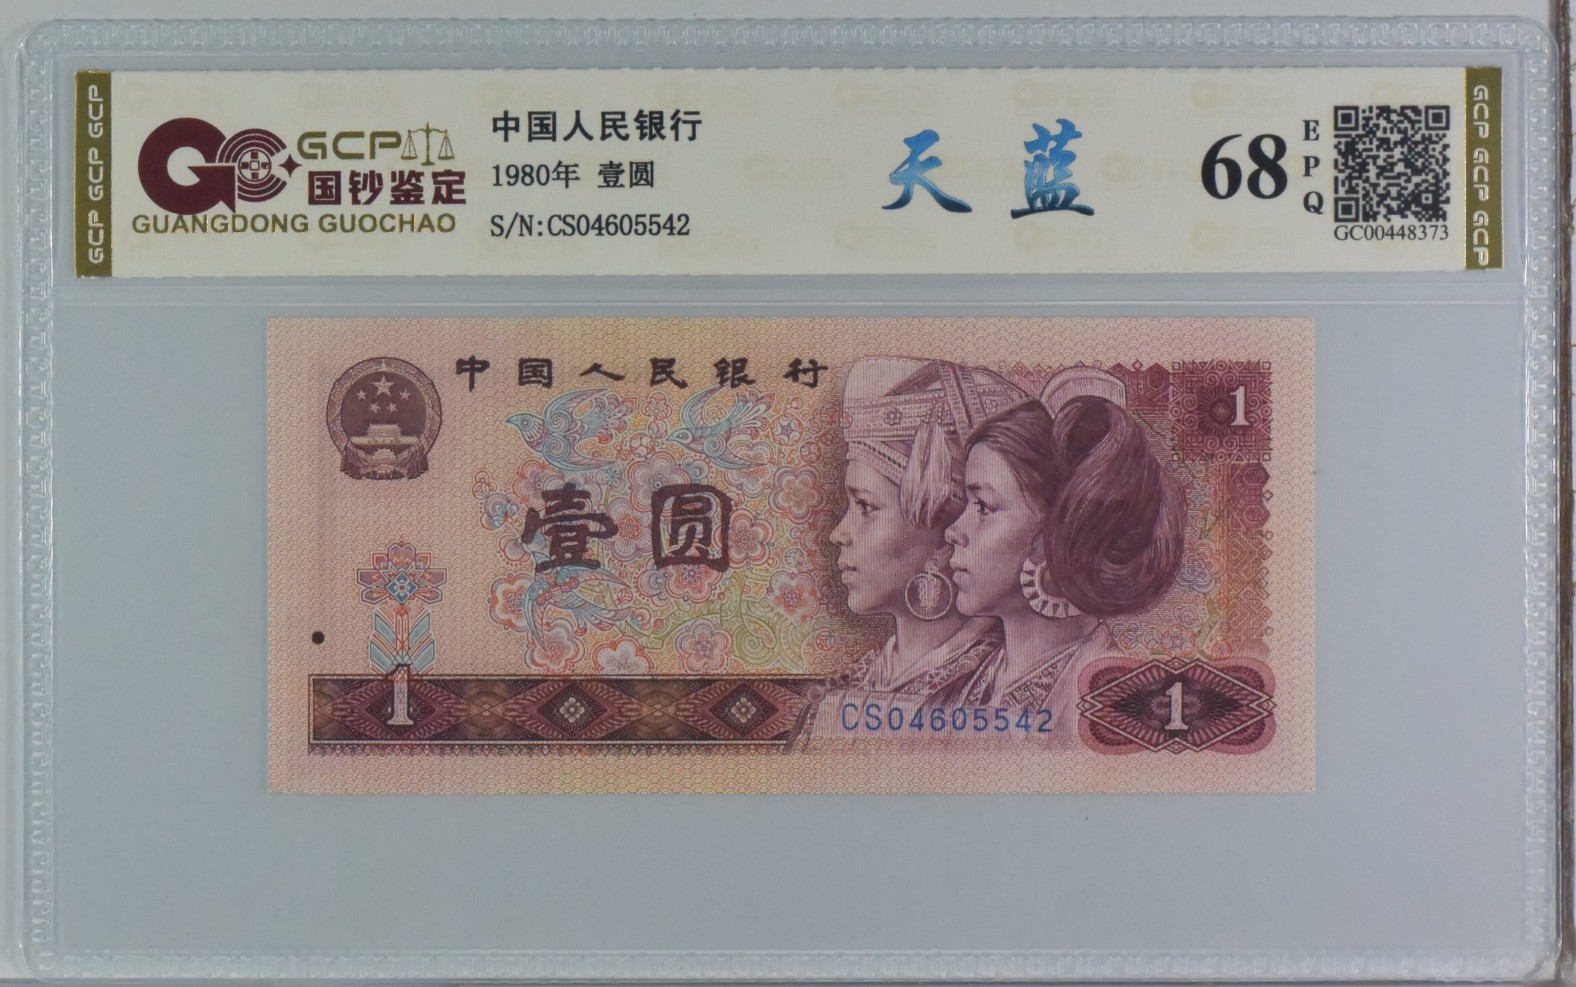 GCP GCP GCP
GCP
国钞鉴定
GUANGDONG GUOCHAO
中国人民银行
1980年 壹圆
S/N:CS04605542
天蓝
68
EPQ
GC00448373
GCP GCP GCP
中国人民银行
1
壹圆
1
CS04605542
1